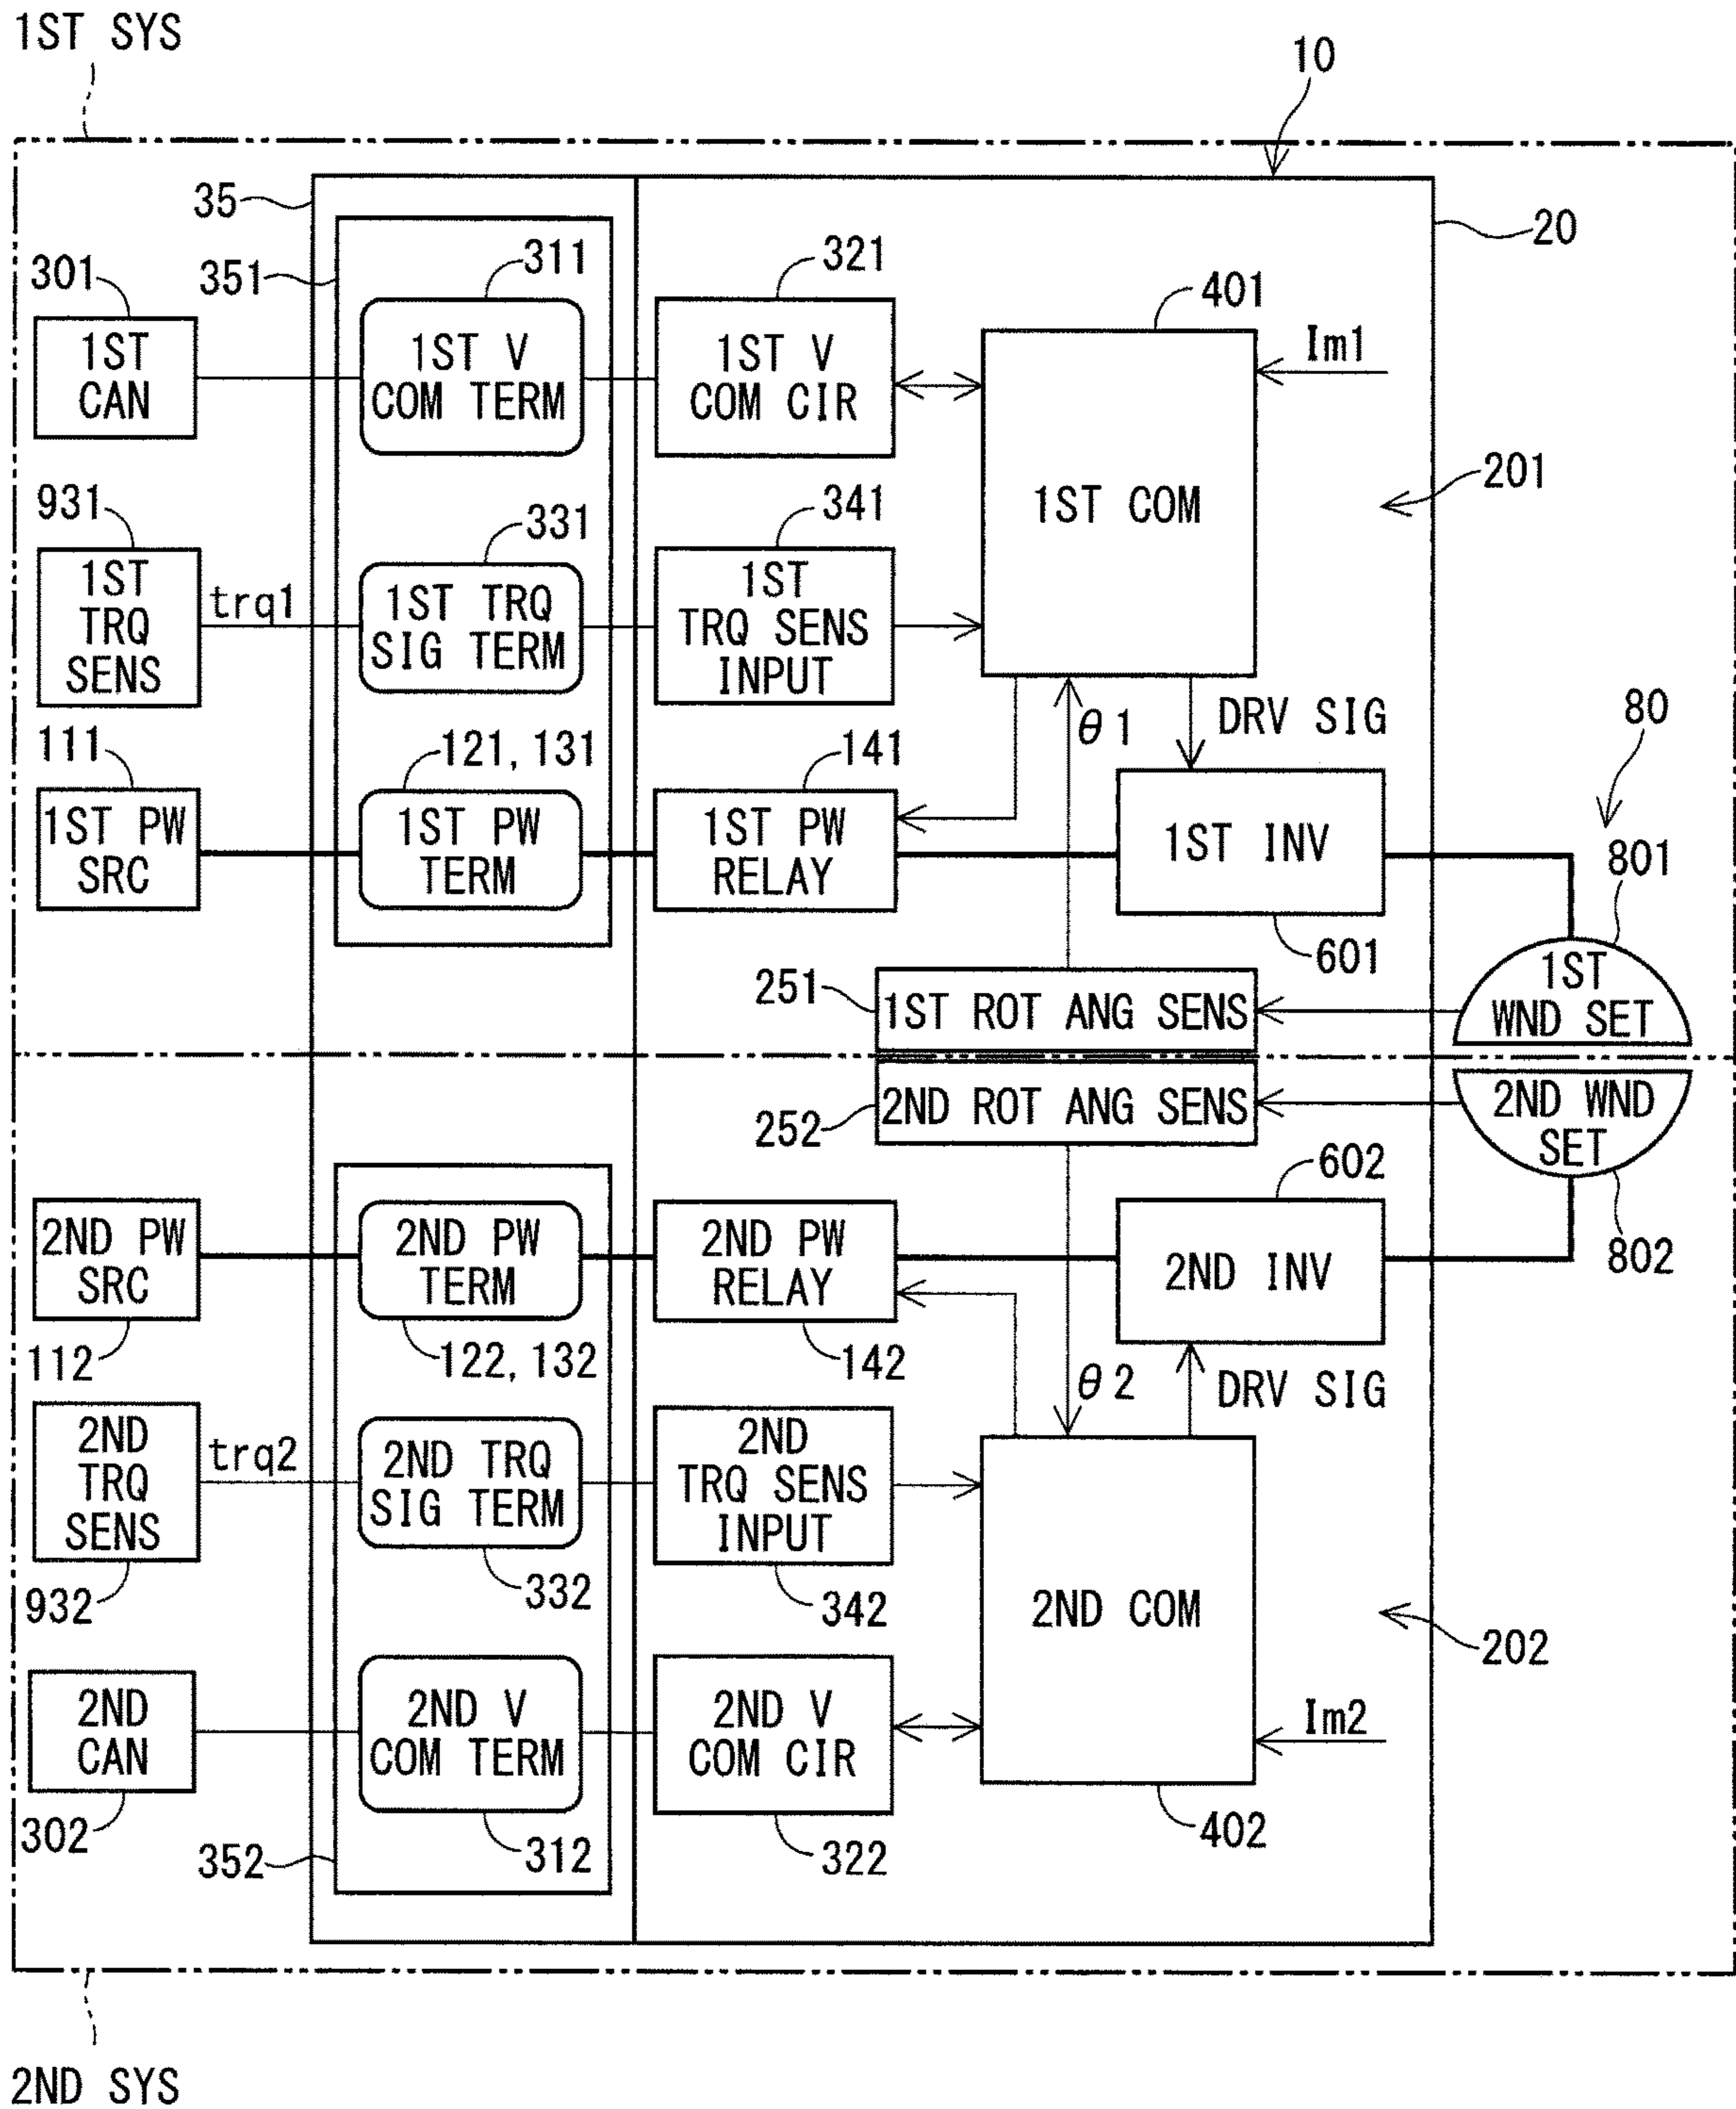 1ST SYS
10
35
20
351
311
321
301
401
1ST
CAN
1ST V
COM TERM
1ST V
COM CIR
Im1
1ST COM
201
931
331
341
1ST
TRQ
SENS
trq1
1ST TRQ
SIG TERM
1ST
TRQ SENS
INPUT
θ1
DRV SIG
80
111
121, 131
141
1ST PW
SRC
1ST PW
TERM
1ST PW
RELAY
1ST INV
801
601
251
1ST ROT ANG SENS
1ST
WND SET
252
2ND ROT ANG SENS
2ND WND
SET
602
802
2ND PW
SRC
2ND PW
TERM
2ND PW
RELAY
2ND INV
112
122, 132
142
θ2
DRV SIG
2ND
TRQ
SENS
trq2
2ND TRQ
SIG TERM
2ND
TRQ SENS
INPUT
932
332
342
2ND COM
202
2ND
CAN
2ND V
COM TERM
2ND V
COM CIR
Im2
302
312
322
402
352
2ND SYS